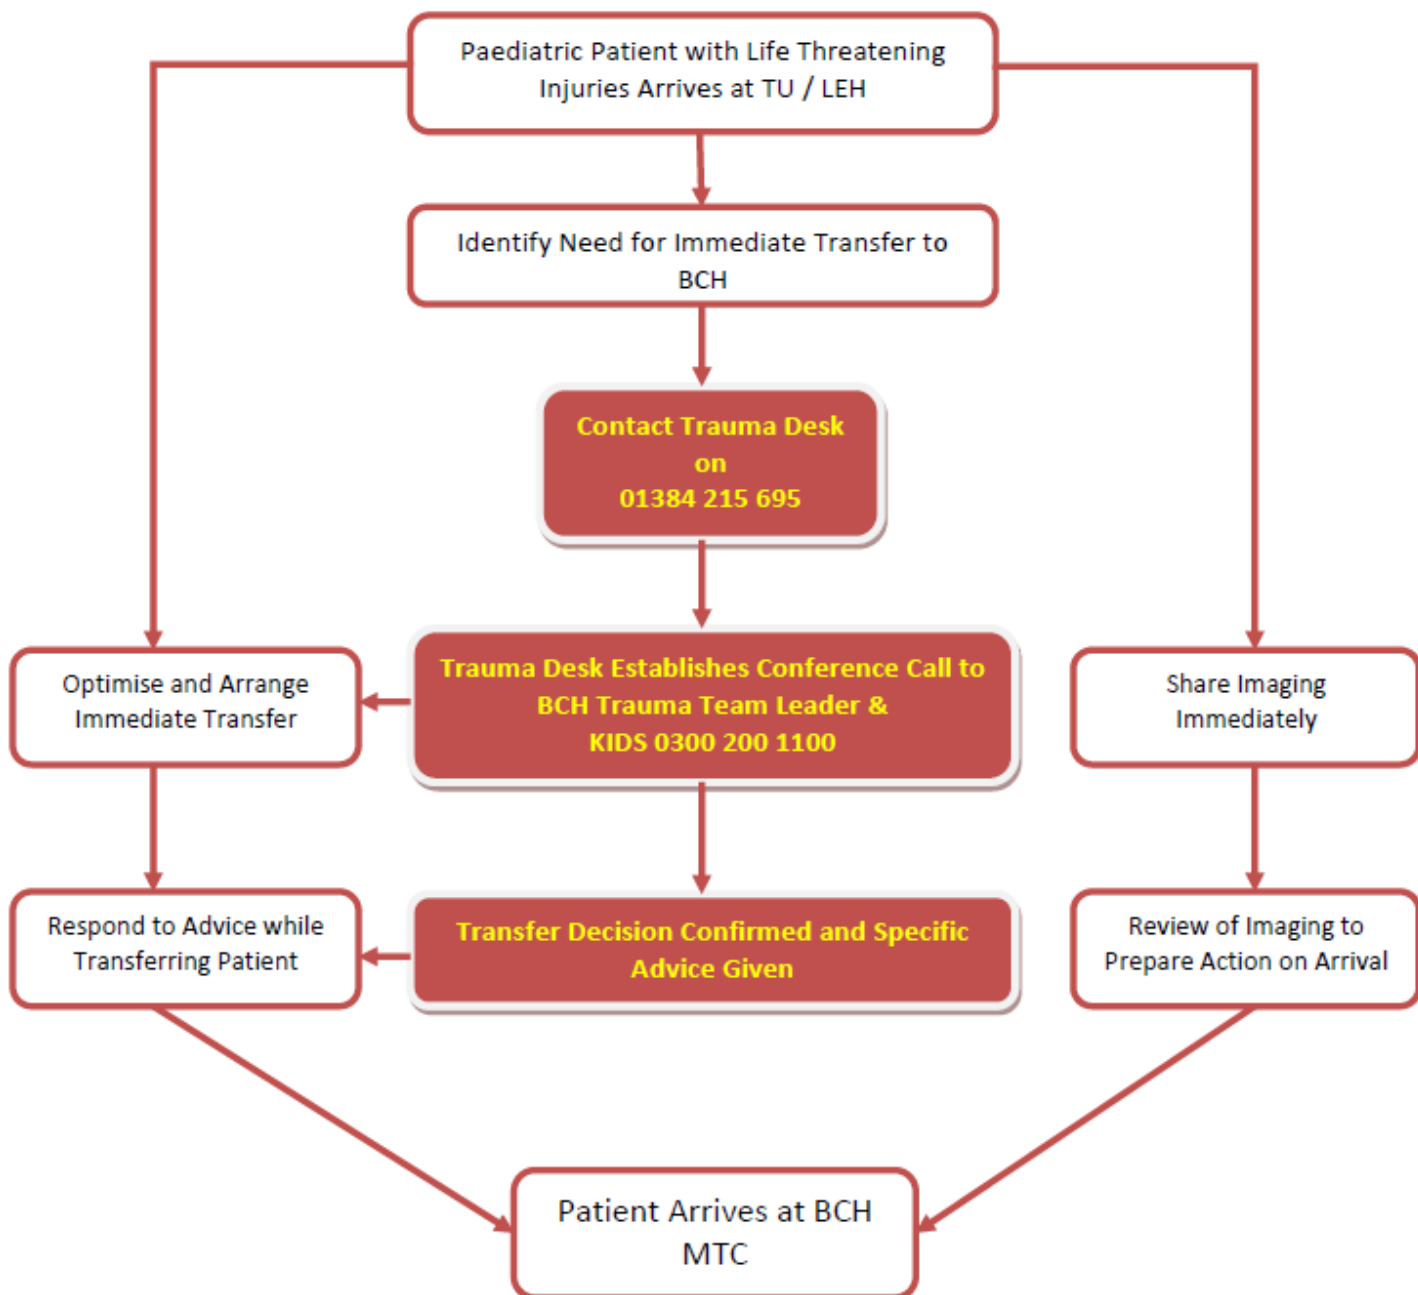 Paediatric Patient with Life Threatening
Injuries Arrives at TU / LEH
Identify Need for Immediate Transfer to
BCH
Contact Trauma Desk
on
01384 215 695
Optimise and Arrange
Immediate Transfer
Trauma Desk Establishes Conference Call to
BCH Trauma Team Leader &
KIDS 0300 200 1100
Share Imaging
Immediately
Respond to Advice while
Transferring Patient
Transfer Decision Confirmed and Specific
Advice Given
Review of Imaging to
Prepare Action on Arrival
Patient Arrives at BCH
MTC